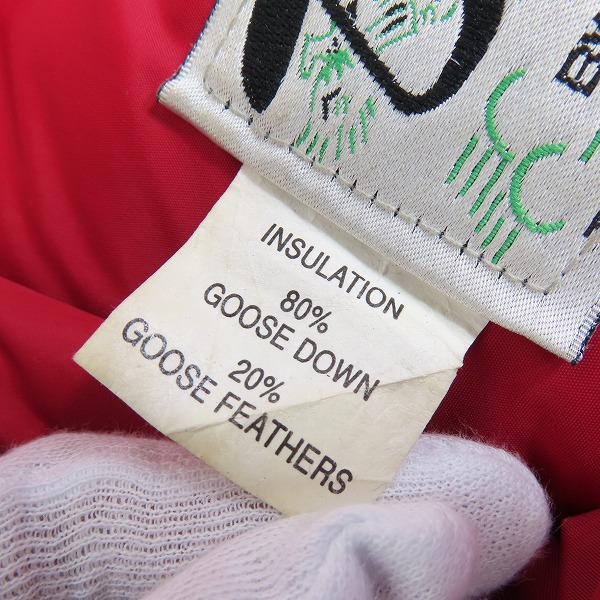 INSULATION
80%
GOOSE DOWN
20%
GOOSE FEATHERS